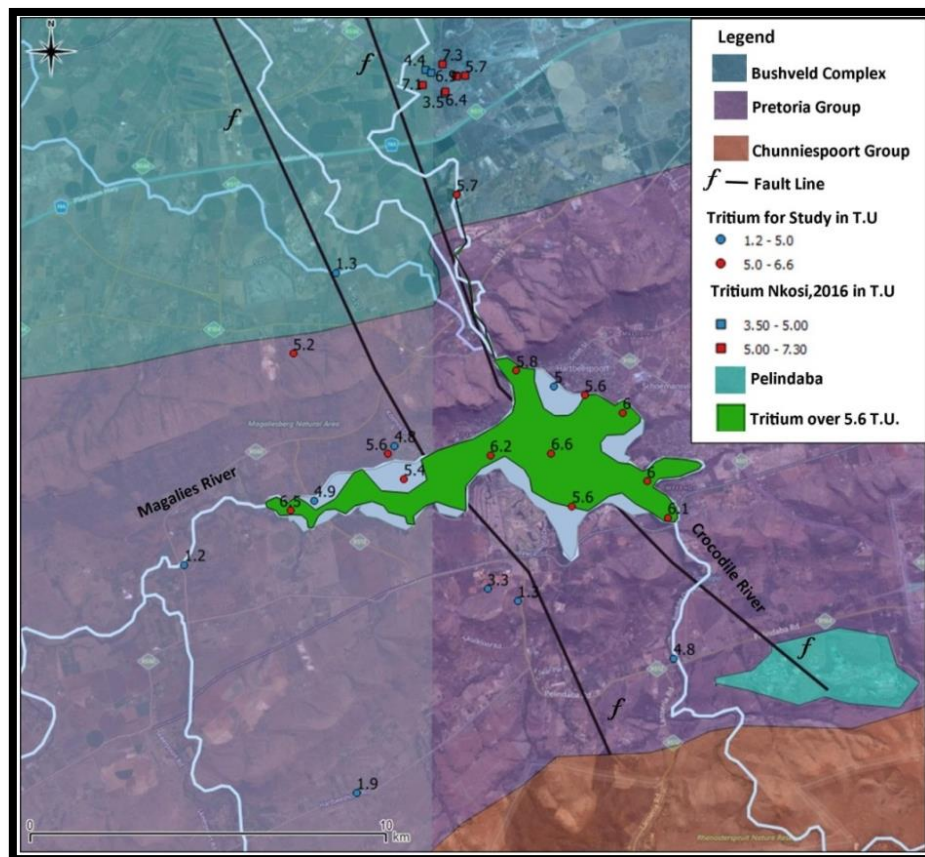 N
Legend
Bushveld Complex
Pretoria Group
Chunniespoort Group
f Fault Line
Tritium for Study in T.U
1.2 - 5.0
5.0 - 6.6
Tritium Nkosi,2016 in T.U
3.50 - 5.00
5.00 - 7.30
Pelindaba
Tritium over 5.6 T.U.
f
f
4.4
7.3
6.9
5.7
7.1
3.5
6.4
5.7
1.3
5.2
5.8
5
5.6
6
Magaliesberg Natural Area
5.6
4.8
5.4
6.2
6.6
6
Magalies River
6.5
4.9
5.6
6.1
Crocodile River
1.2
3.3
1.3
4.8
f
f
1.9
0
10
km